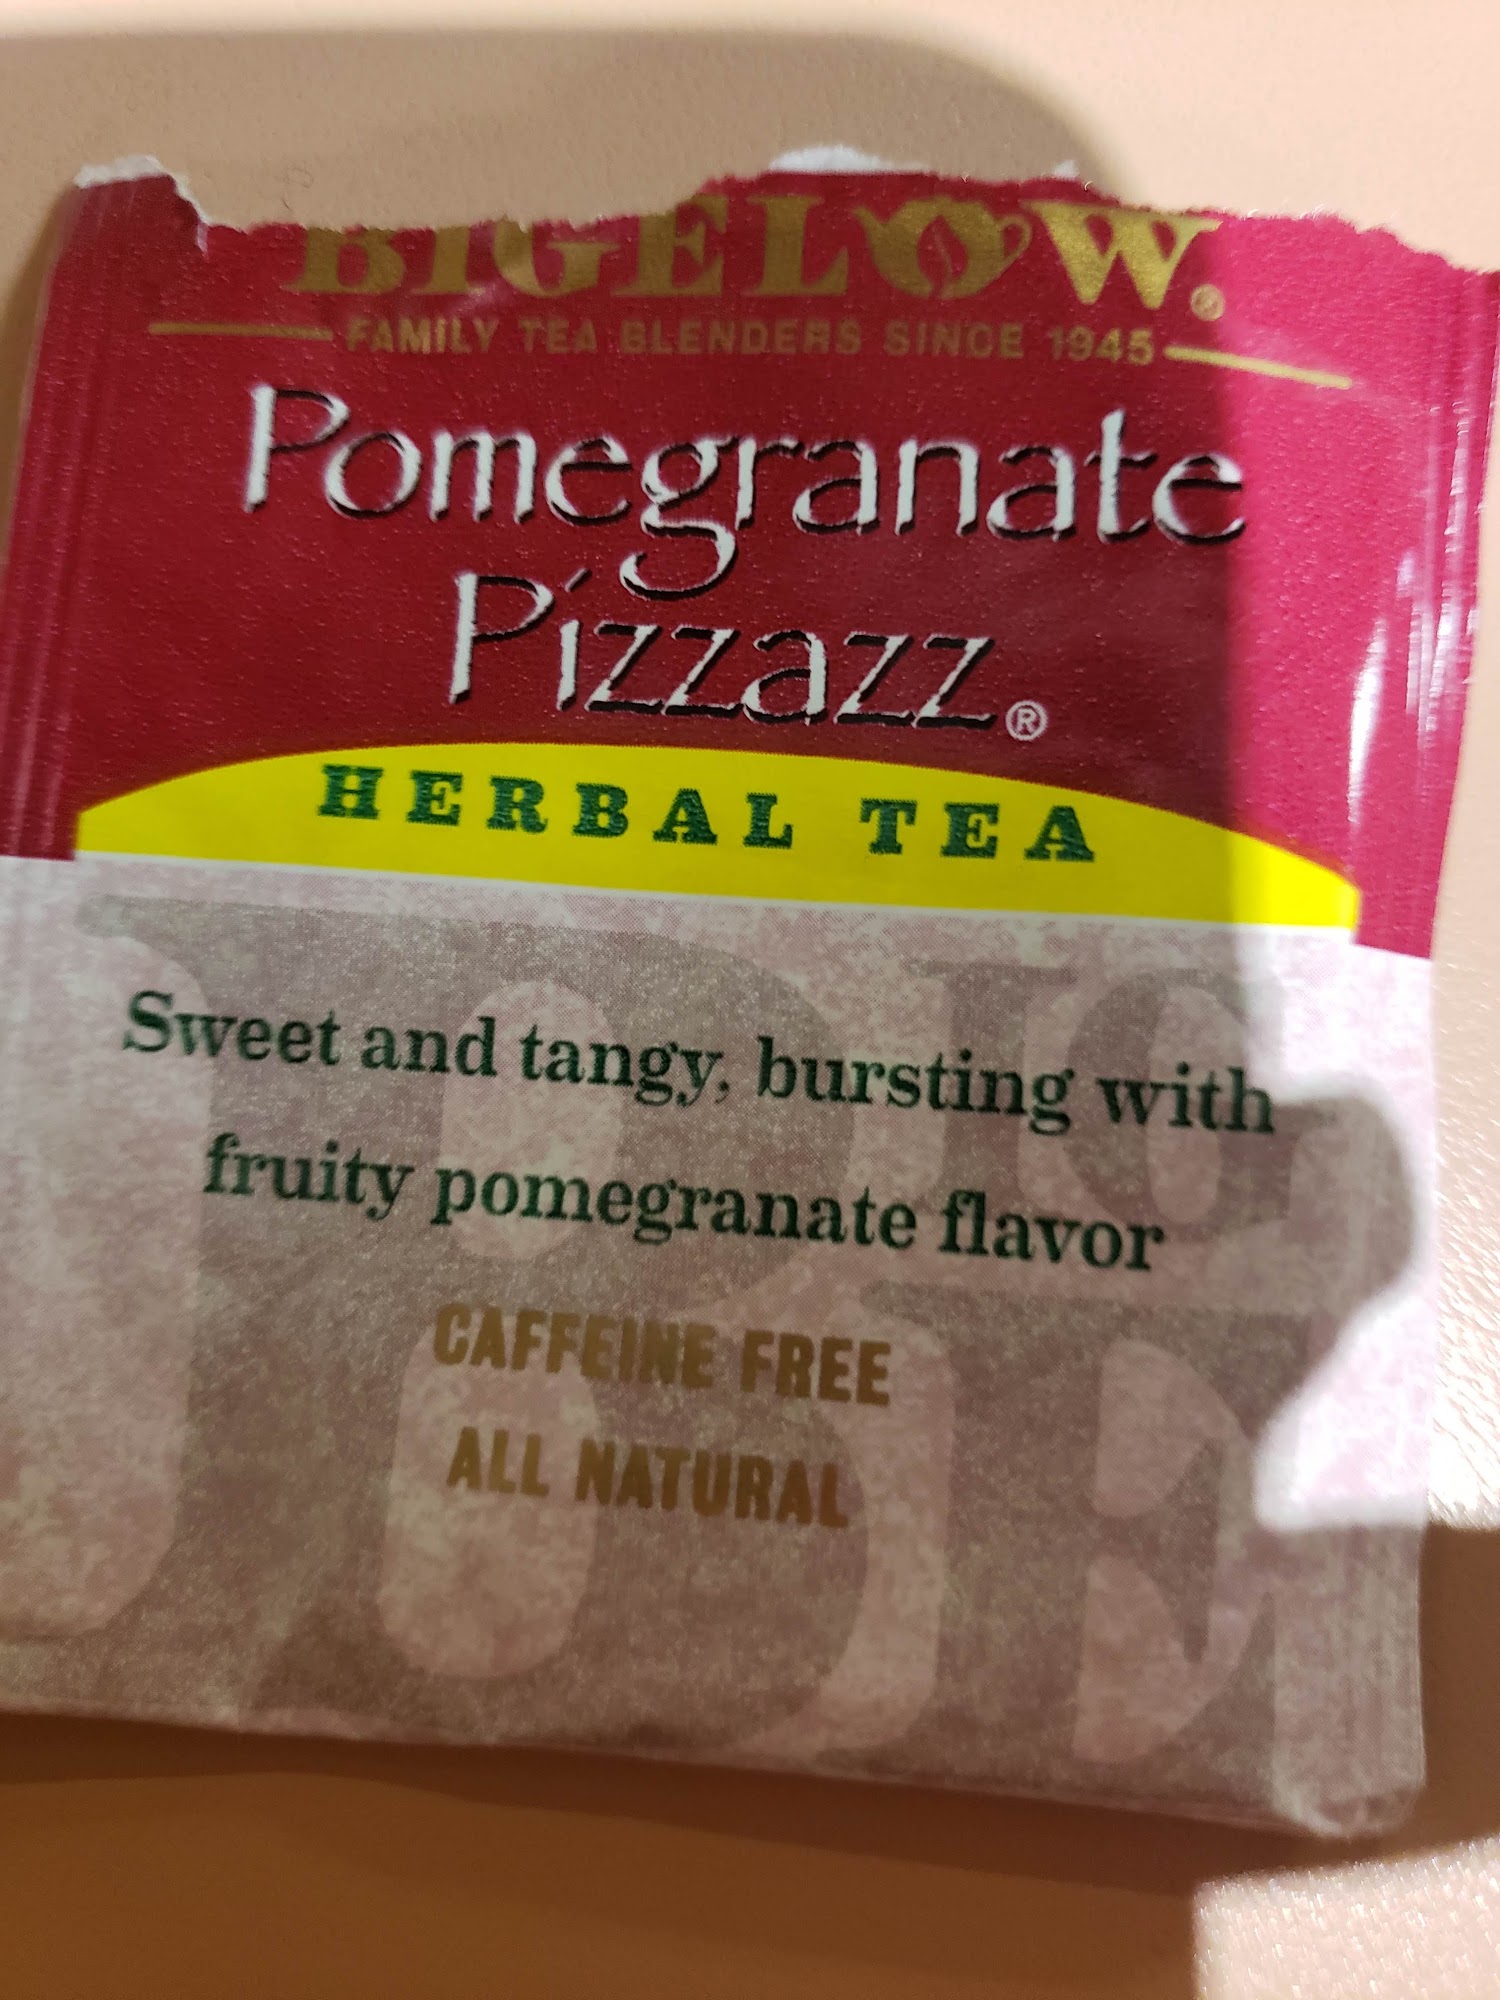 BIGELOW®
FAMILY TEA BLENDERS SINCE 1945
Pomegranate
Pizzazz®
HERBAL TEA
Sweet and tangy, bursting with
fruity pomegranate flavor
CAFFEINE FREE
ALL NATURAL